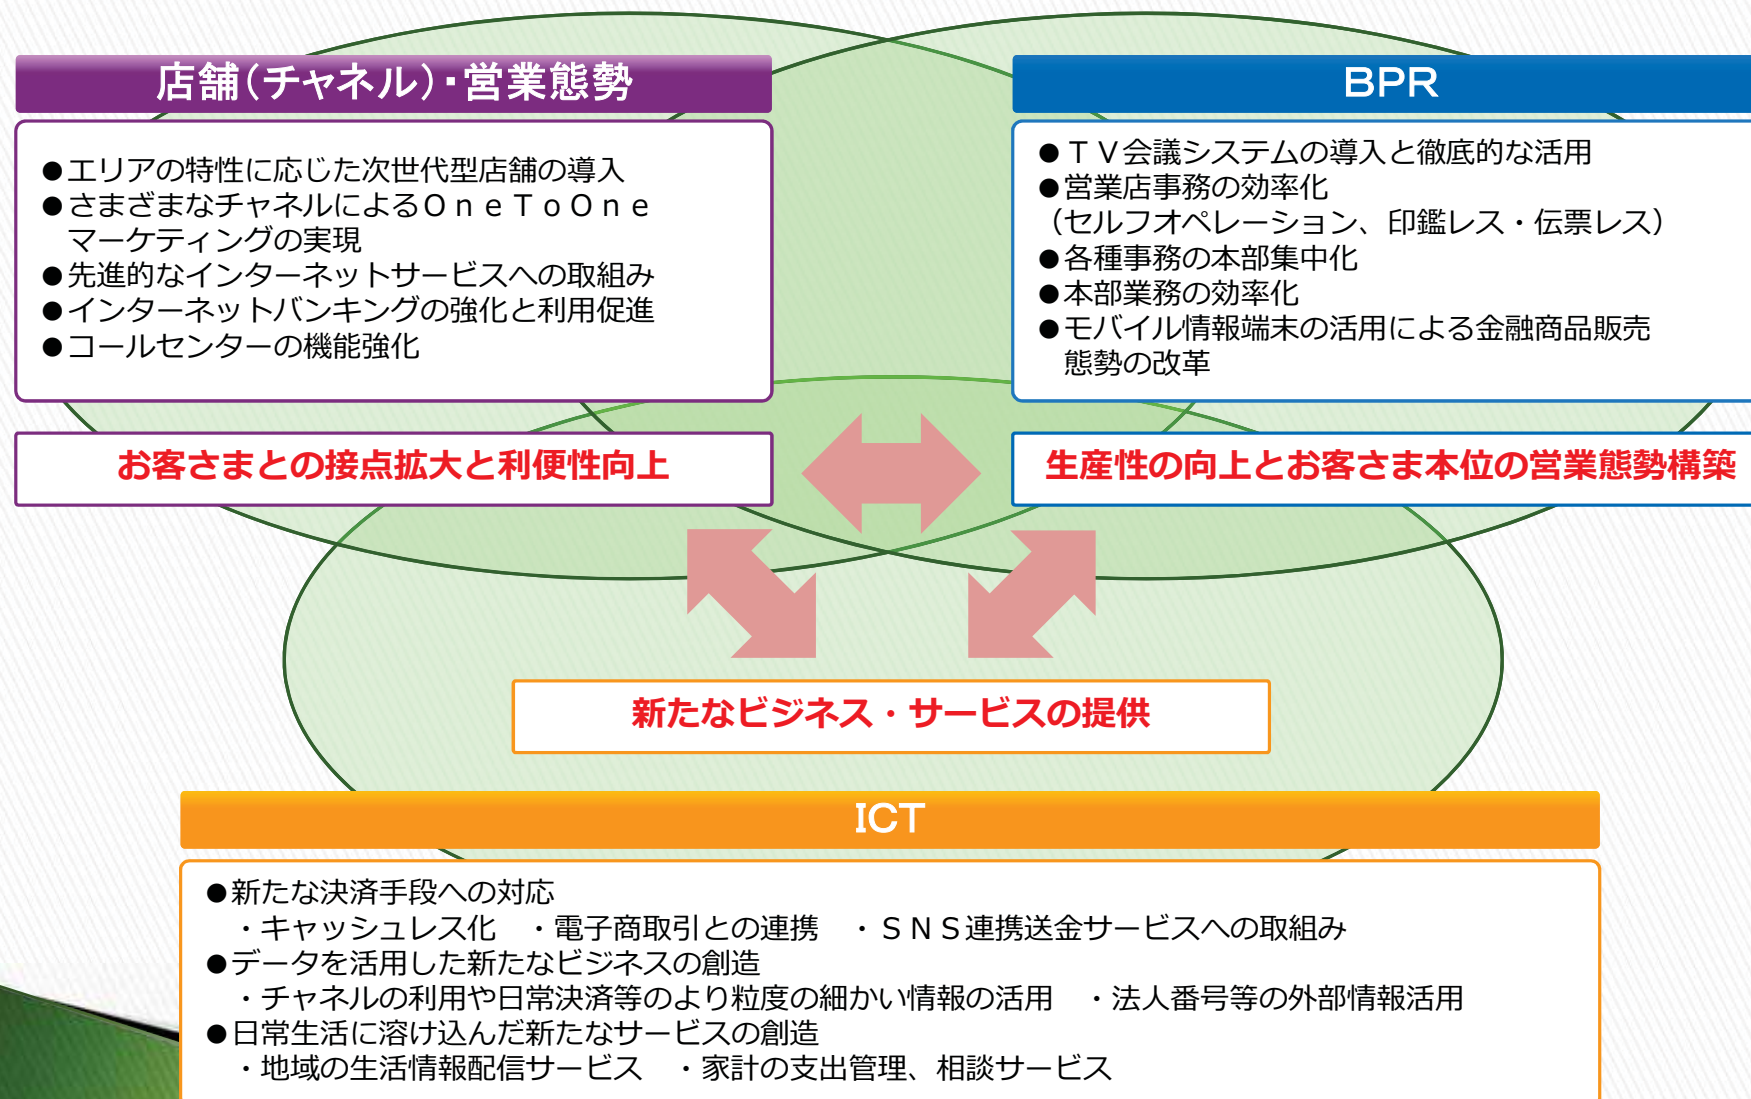 店舗(チャネル)・営業態勢
●エリアの特性に応じた次世代型店舗の導入
●さまざまなチャネルによるＯｎｅＴｏＯｎｅ
マーケティングの実現
●先進的なインターネットサービスへの取組み
●インターネットバンキングの強化と利用促進
●コールセンターの機能強化
お客さまとの接点拡大と利便性向上
BPR
●ＴＶ会議システムの導入と徹底的な活用
●営業店事務の効率化
（セルフオペレーション、印鑑レス・伝票レス）
●各種事務の本部集中化
●本部業務の効率化
●モバイル情報端末の活用による金融商品販売
態勢の改革
生産性の向上とお客さま本位の営業態勢構築
新たなビジネス・サービスの提供
ICT
●新たな決済手段への対応
・キャッシュレス化　・電子商取引との連携　・ＳＮＳ連携送金サービスへの取組み
●データを活用した新たなビジネスの創造
・チャネルの利用や日常決済等のより粒度の細かい情報の活用　・法人番号等の外部情報活用
●日常生活に溶け込んだ新たなサービスの創造
・地域の生活情報配信サービス　・家計の支出管理、相談サービス